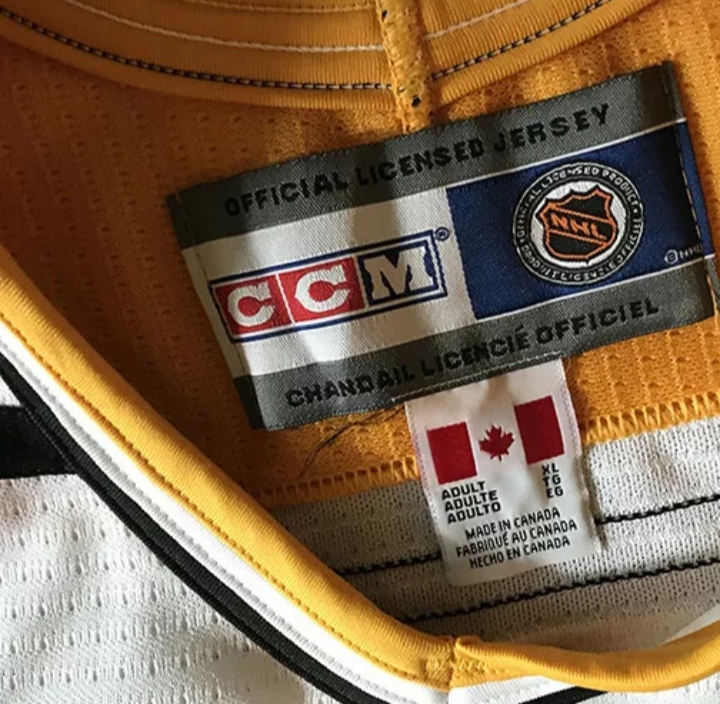 OFFICIAL LICENSED JERSEY
CCM®
NHL
CHANDAIL LICENCIÉ OFFICIEL
ADULT XL
ADULTE TG
ADULTO EG
MADE IN CANADA
FABRIQUÉ AU CANADA
HECHO EN CANADA